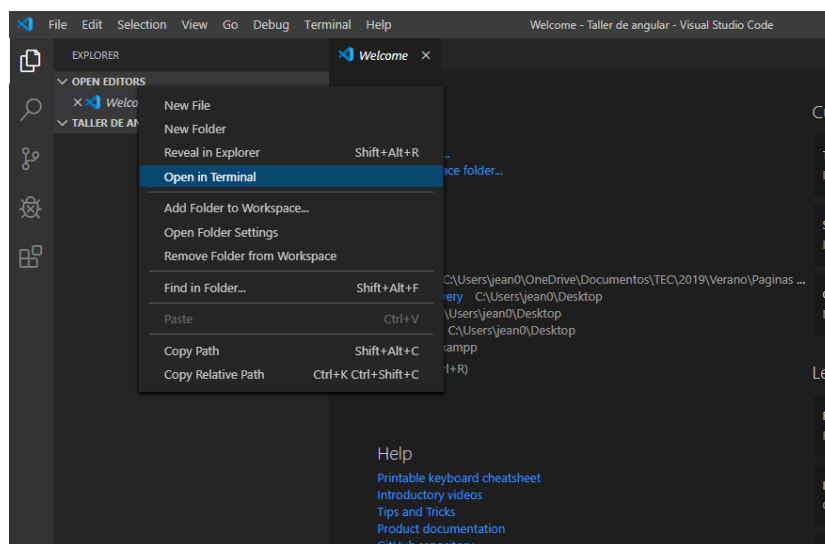 File Edit Selection View Go Debug Terminal Help Welcome - Taller de angular - Visual Studio Code
EXPLORER
Welcome
OPEN EDITORS
Welco
TALLER DE AN
New File
New Folder
Reveal in Explorer Shift+Alt+R
Open in Terminal
ace folder...
Add Folder to Workspace...
Open Folder Settings
Remove Folder from Workspace
Find in Folder... Shift+Alt+F
Paste Ctrl+V
Copy Path Shift+Alt+C
Copy Relative Path Ctrl+K Ctrl+Shift+C
C:\Users\jean0\OneDrive\Documentos\TEC\2019\Verano\Paginas ...
very C:\Users\jean0\Desktop
\Users\jean0\Desktop
C:\Users\jean0\Desktop
xampp
l+R)
Help
Printable keyboard cheatsheet
Introductory videos
Tips and Tricks
Product documentation
GitHub repository